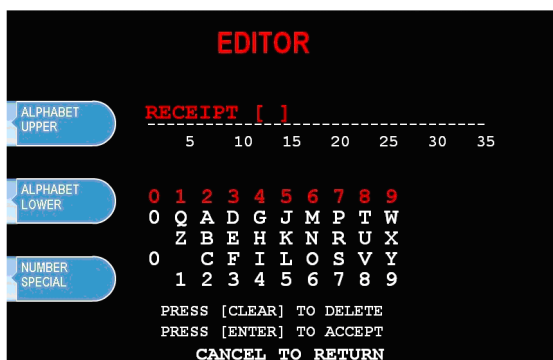 EDITOR
ALPHABET
UPPER
RECEIPT [ ]
5 10 15 20 25 30 35
ALPHABET
LOWER
0 1 2 3 4 5 6 7 8 9
0 Q A D G J M P T W
Z B E H K N R U X
0 C F I L O S V Y
1 2 3 4 5 6 7 8 9
NUMBER
SPECIAL
PRESS [CLEAR] TO DELETE
PRESS [ENTER] TO ACCEPT
CANCEL TO RETURN